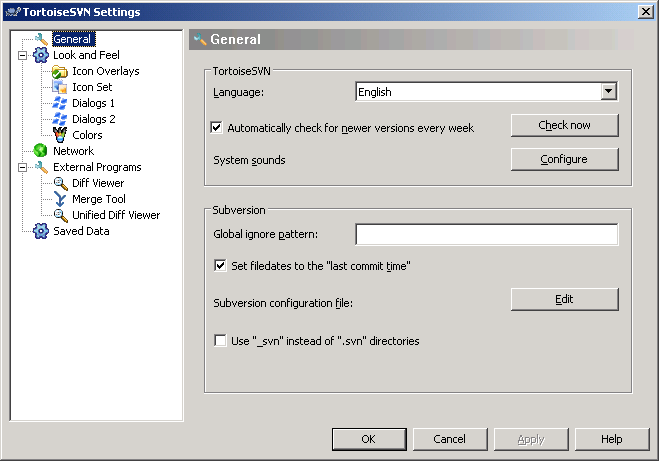 TortoiseSVN Settings
General
Look and Feel
Icon Overlays
Icon Set
Dialogs 1
Dialogs 2
Colors
Network
External Programs
Diff Viewer
Merge Tool
Unified Diff Viewer
Saved Data
General
TortoiseSVN
Language:
English
Automatically check for newer versions every week
Check now
System sounds
Configure
Subversion
Global ignore pattern:
Set filedates to the "last commit time"
Subversion configuration file:
Edit
Use "_svn" instead of ".svn" directories
OK
Cancel
Apply
Help